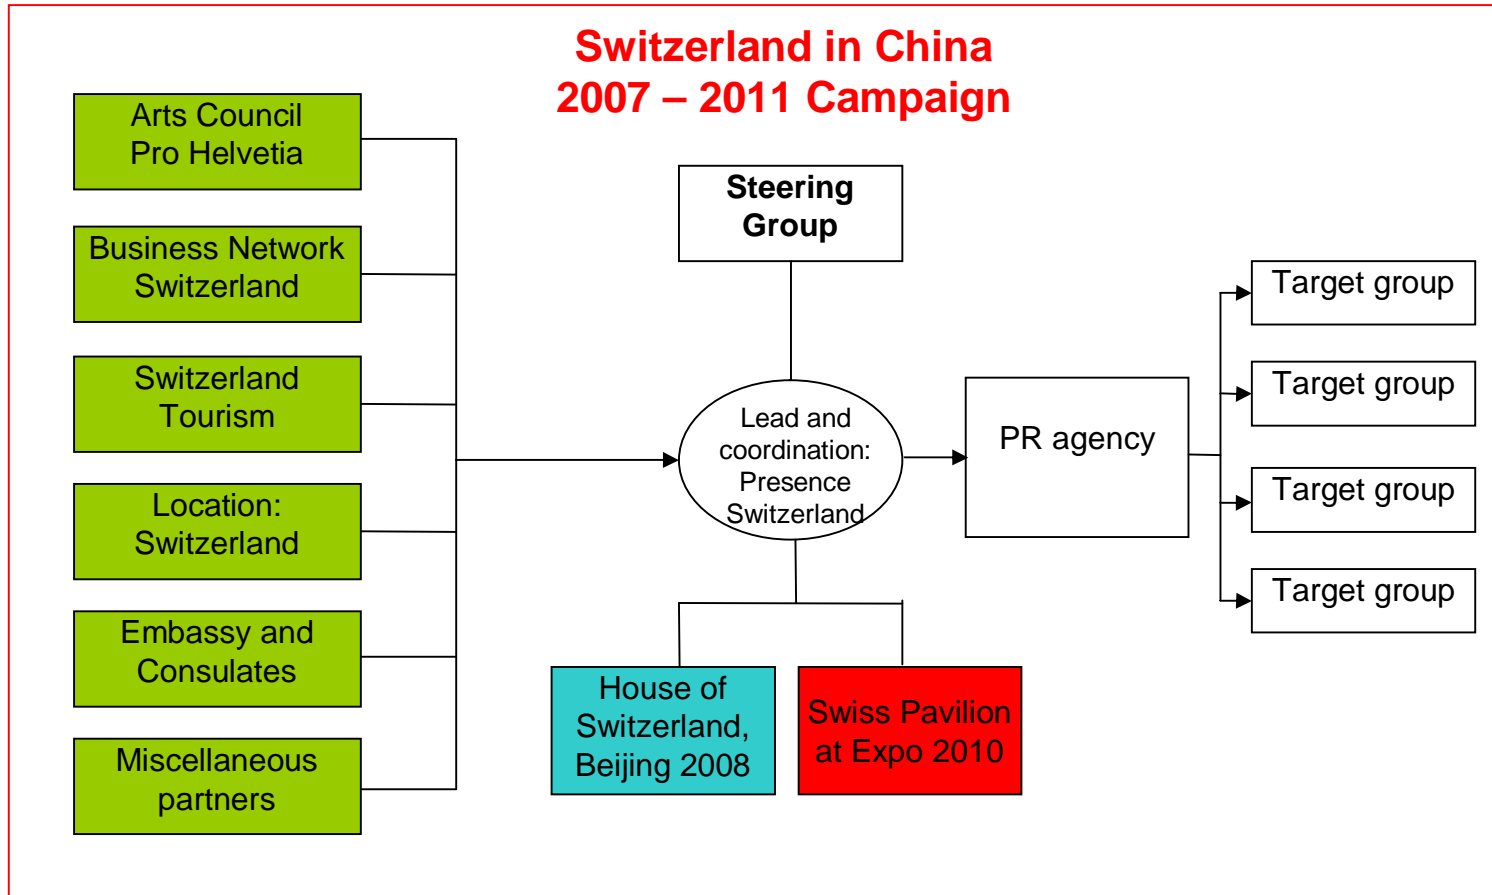 Switzerland in China
2007 – 2011 Campaign
Arts Council
Pro Helvetia
Business Network
Switzerland
Switzerland
Tourism
Location:
Switzerland
Embassy and
Consulates
Miscellaneous
partners
Steering
Group
Lead and
coordination:
Presence
Switzerland
House of
Switzerland,
Beijing 2008
Swiss Pavilion
at Expo 2010
PR agency
Target group
Target group
Target group
Target group